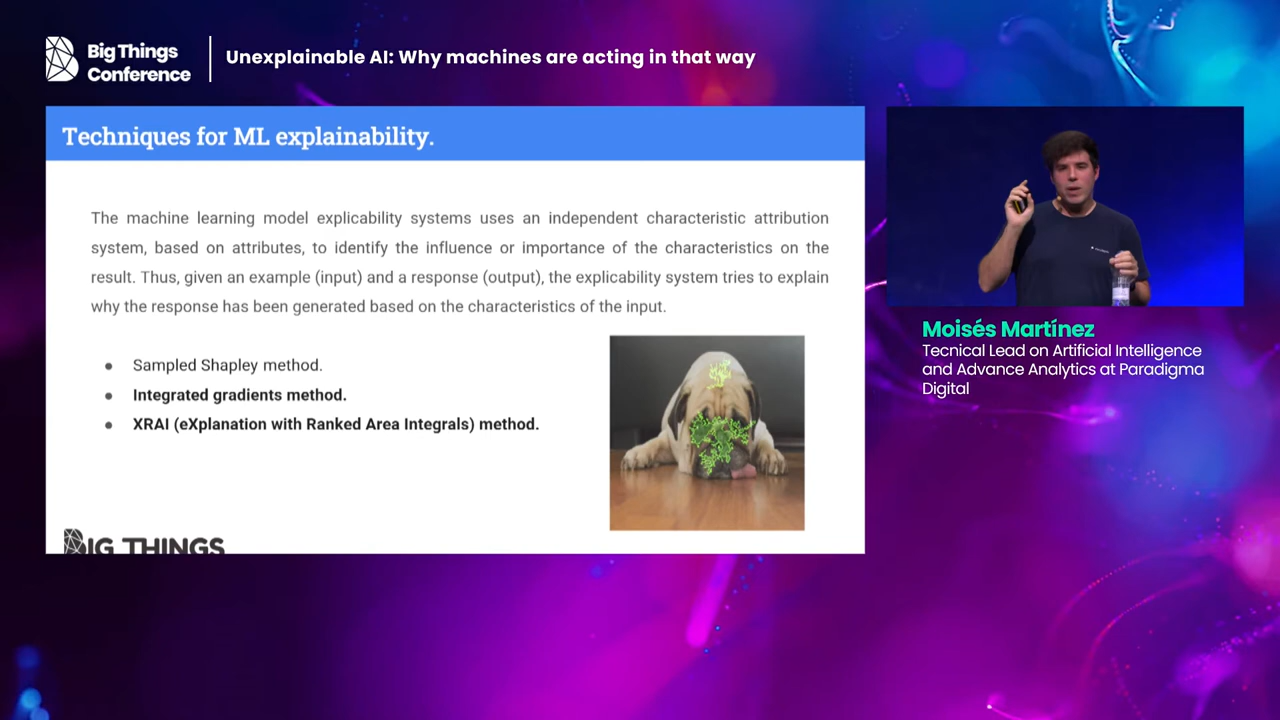 Big Things
Conference
Unexplainable AI: Why machines are acting in that way
Techniques for ML explainability.
The machine learning model explicability systems uses an independent characteristic attribution
system, based on attributes, to identify the influence or importance of the characteristics on the
result. Thus, given an example (input) and a response (output), the explicability system tries to explain
why the response has been generated based on the characteristics of the input.
● Sampled Shapley method.
● Integrated gradients method.
● XRAI (eXplanation with Ranked Area Integrals) method.
BIG THINGS
Moisés Martínez
Tecnical Lead on Artificial Intelligence
and Advance Analytics at Paradigma
Digital